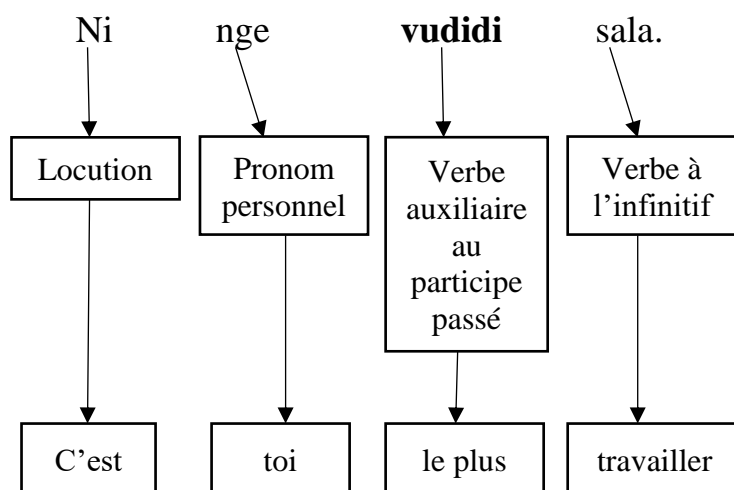 Ni nge vudidi sala.
Locution
Pronom
personnel
Verbe
auxiliaire
au
participe
passé
Verbe à
l’infinitif
C’est
toi
le plus
travailler